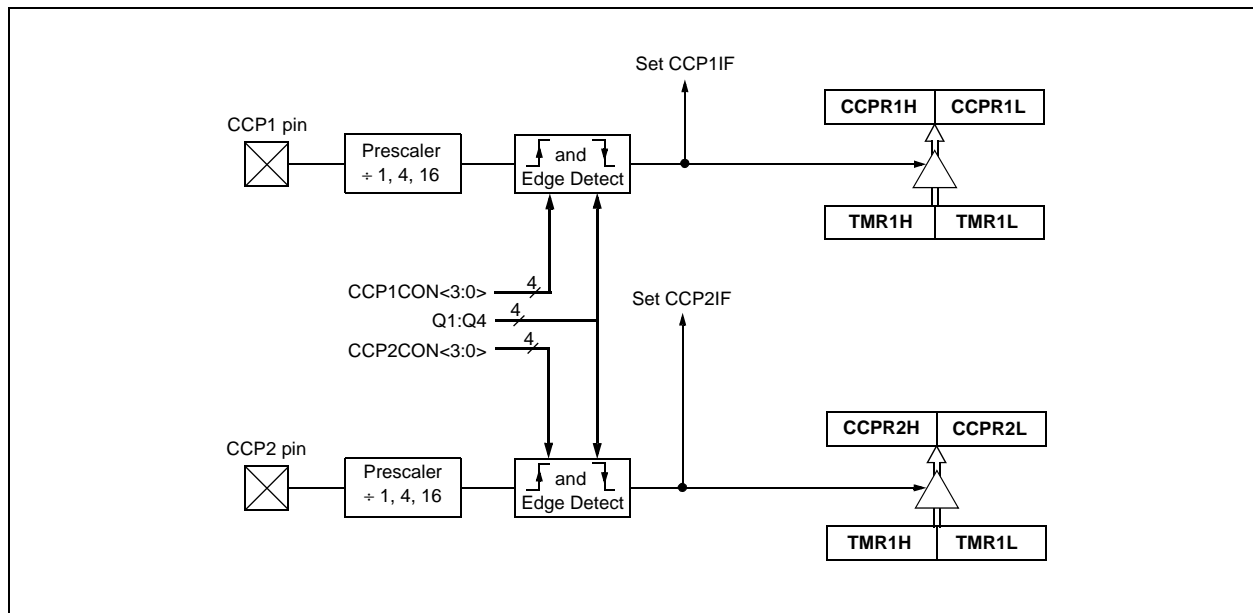 Set CCP1IF
CCPR1H CCPR1L
CCP1 pin
Prescaler
÷ 1, 4, 16
and
Edge Detect
TMR1H TMR1L
CCP1CON<3:0>
4
Q1:Q4
4
CCP2CON<3:0>
4
Set CCP2IF
CCPR2H CCPR2L
CCP2 pin
Prescaler
÷ 1, 4, 16
and
Edge Detect
TMR1H TMR1L